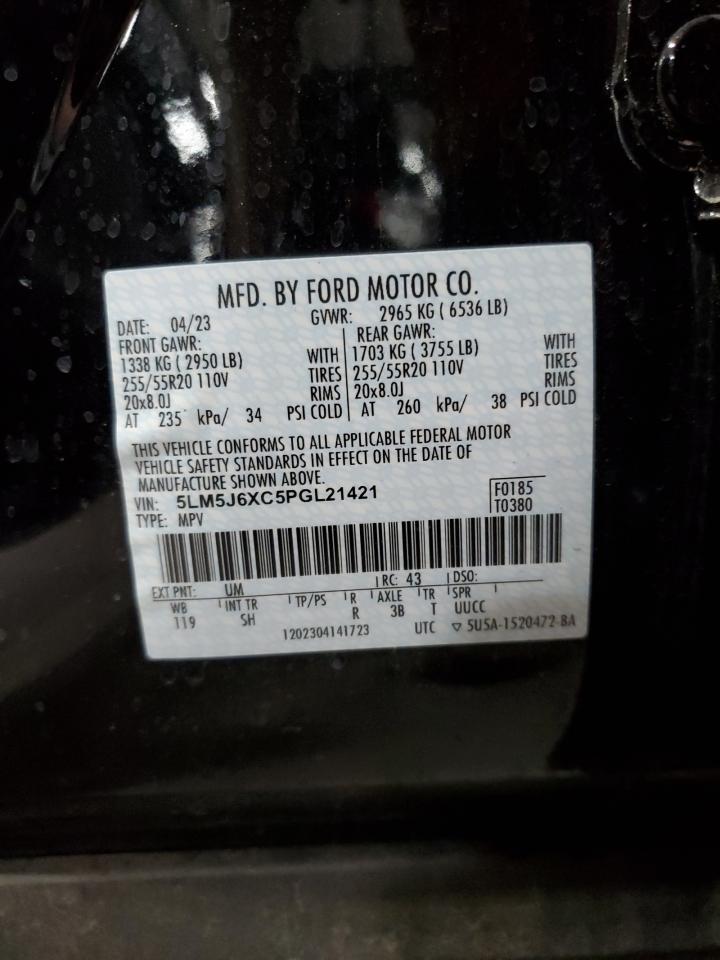 MFD. BY FORD MOTOR CO.
DATE: 04/23 GVWR: 2965 KG ( 6536 LB)
FRONT GAWR: REAR GAWR:
1338 KG ( 2950 LB) WITH 1703 KG ( 3755 LB) WITH
255/55R20 110V TIRES 255/55R20 110V TIRES
20x8.0J RIMS 20x8.0J RIMS
AT 235 kPa/ 34 PSI COLD AT 260 kPa/ 38 PSI COLD
THIS VEHICLE CONFORMS TO ALL APPLICABLE FEDERAL MOTOR
VEHICLE SAFETY STANDARDS IN EFFECT ON THE DATE OF
MANUFACTURE SHOWN ABOVE.
VIN: 5LM5J6XC5PGL21421 F0185
TYPE: MPV T0380
EXT PNT: UM RC: 43 DSO:
WB INT TR TP/PS R AXLE TR SPR
119 SH R 3B T UUCC
1202304141723 UTC ▽ 5U5A-1520472-BA